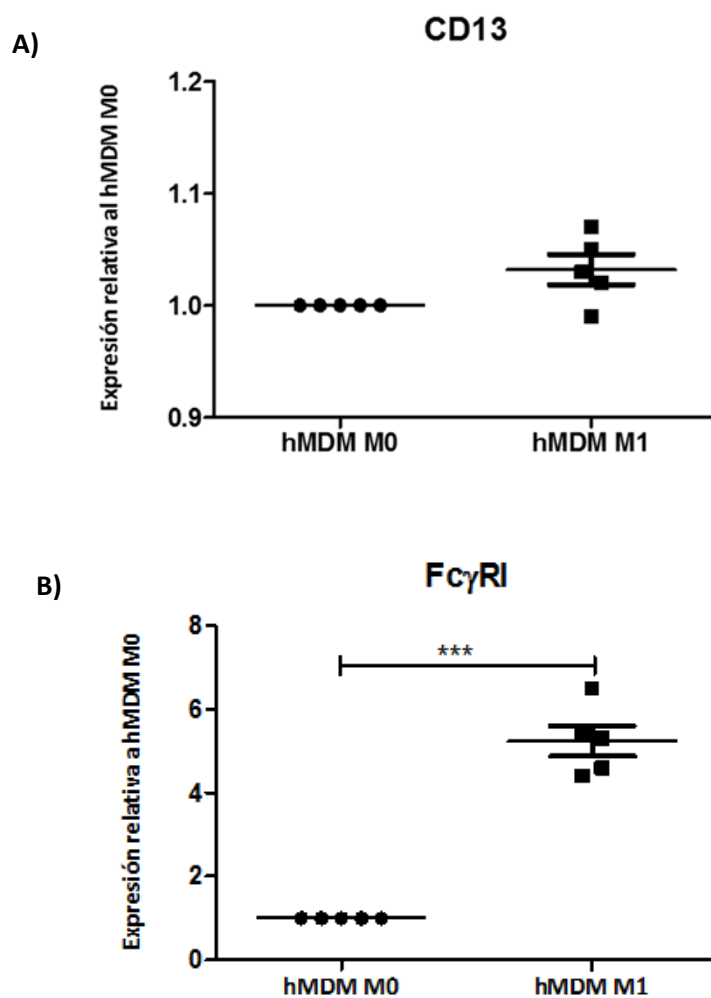 A)
CD13
Expresión relativa al hMDM M0
1.2
1.1
1.0
0.9
hMDM M0
hMDM M1
B)
FcγRI
Expresión relativa a hMDM M0
8
6
4
2
0
***
hMDM M0
hMDM M1